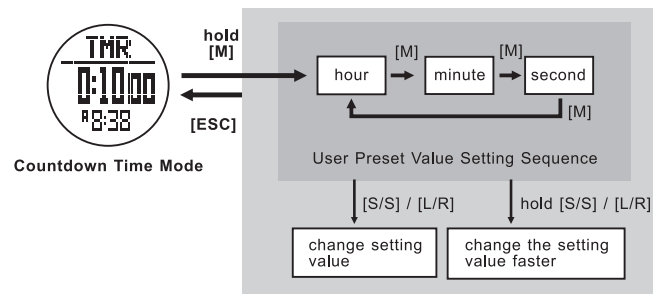 TMR
0:10 00
A 8:38
Countdown Time Mode
hold
[M]
[ESC]
hour
[M]
minute
[M]
second
[M]
User Preset Value Setting Sequence
[S/S] / [L/R]
hold [S/S] / [L/R]
change setting
value
change the setting
value faster